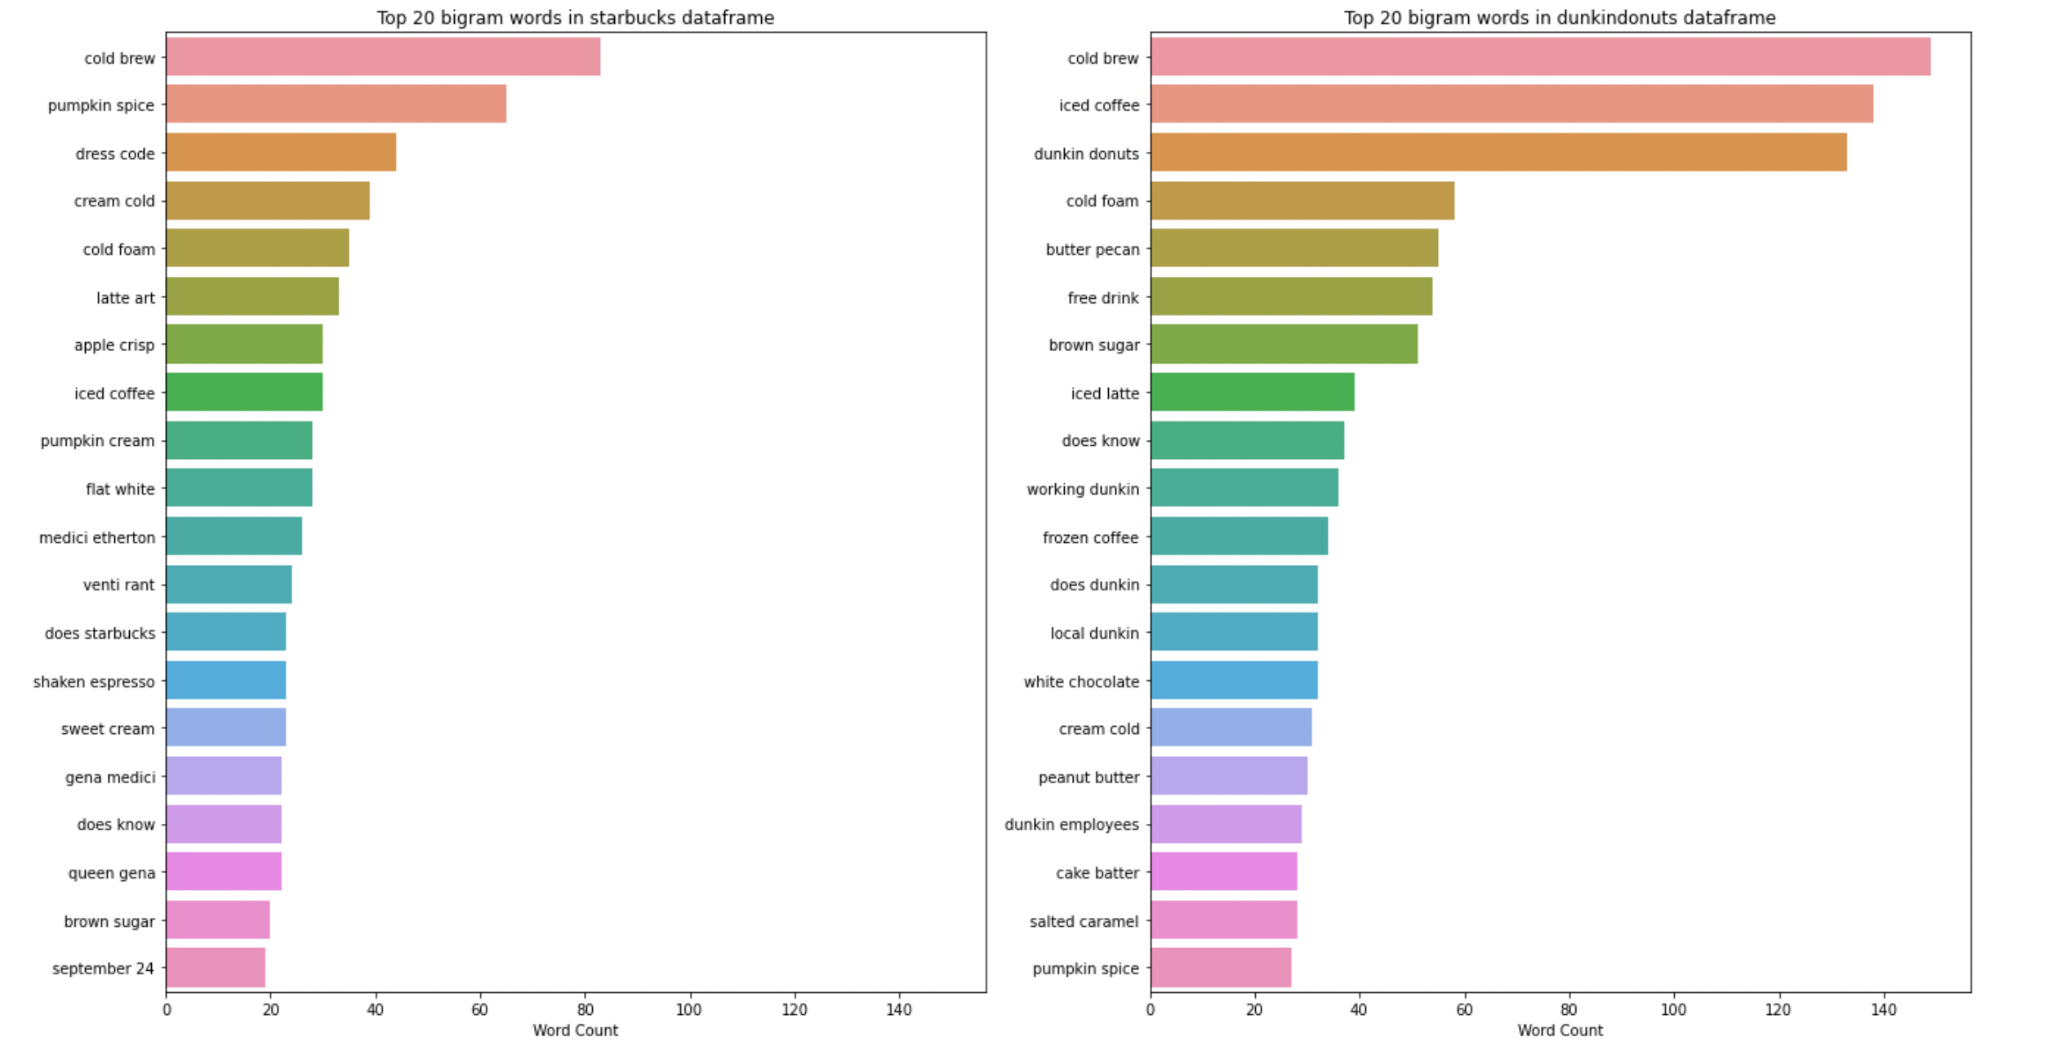 Top 20 bigram words in starbucks dataframe
cold brew
pumpkin spice
dress code
cream cold
cold foam
latte art
apple crisp
iced coffee
pumpkin cream
flat white
medici etherton
venti rant
does starbucks
shaken espresso
sweet cream
gena medici
does know
queen gena
brown sugar
september 24
0 20 40 60 80 100 120 140
Word Count
Top 20 bigram words in dunkindonuts dataframe
cold brew
iced coffee
dunkin donuts
cold foam
butter pecan
free drink
brown sugar
iced latte
does know
working dunkin
frozen coffee
does dunkin
local dunkin
white chocolate
cream cold
peanut butter
dunkin employees
cake batter
salted caramel
pumpkin spice
0 20 40 60 80 100 120 140
Word Count